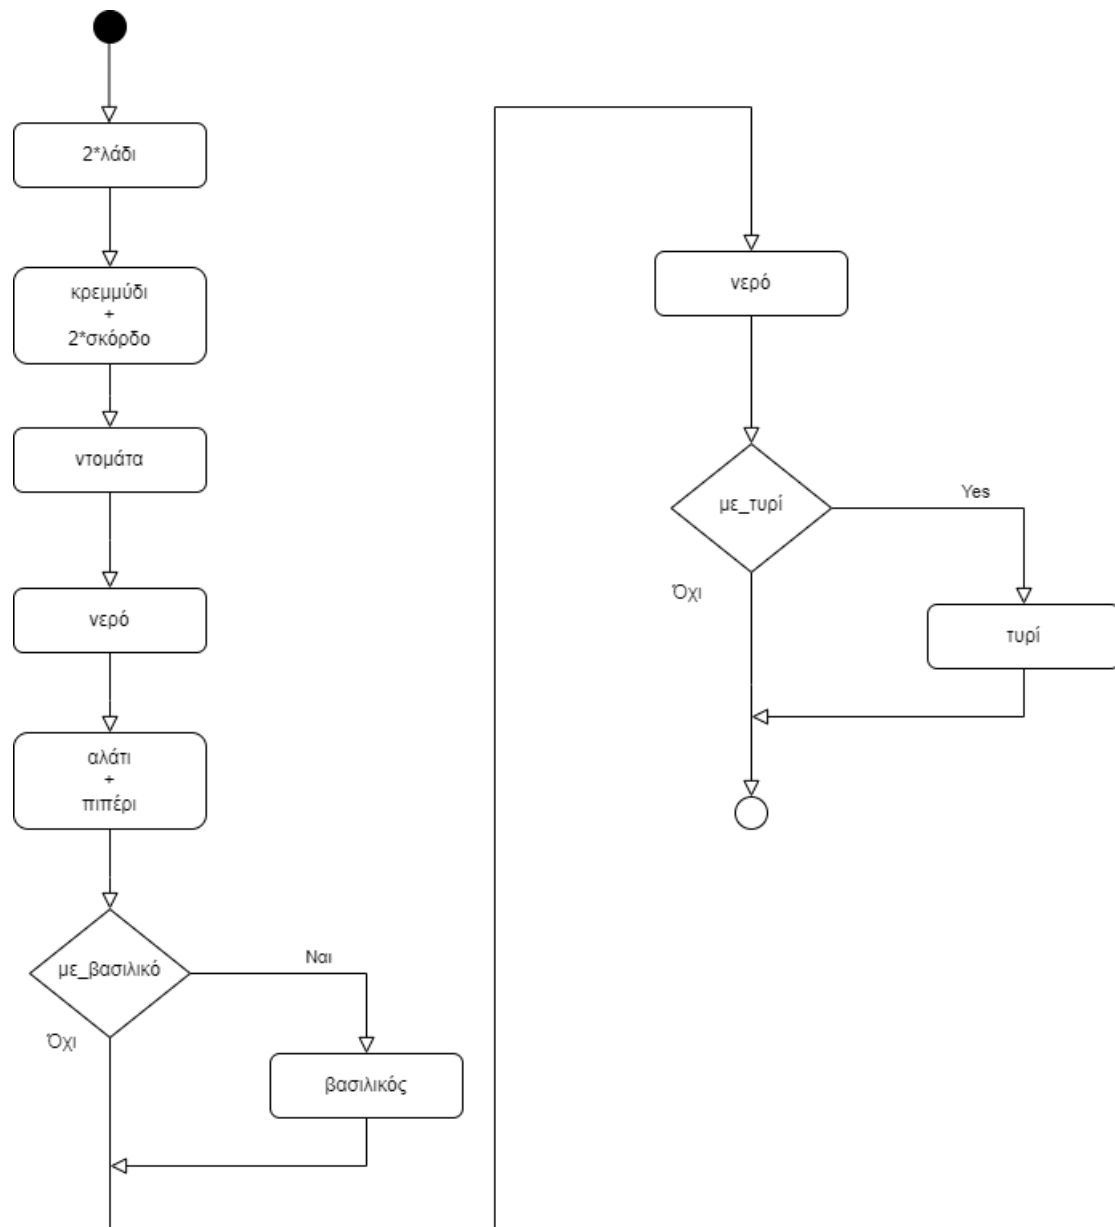 2*λάδι
κρεμμύδι
+
2*σκόρδο
ντομάτα
νερό
αλάτι
+
πιπέρι
με_βασιλικό
Ναι
Όχι
βασιλικός
νερό
με_τυρί
Yes
Όχι
τυρί